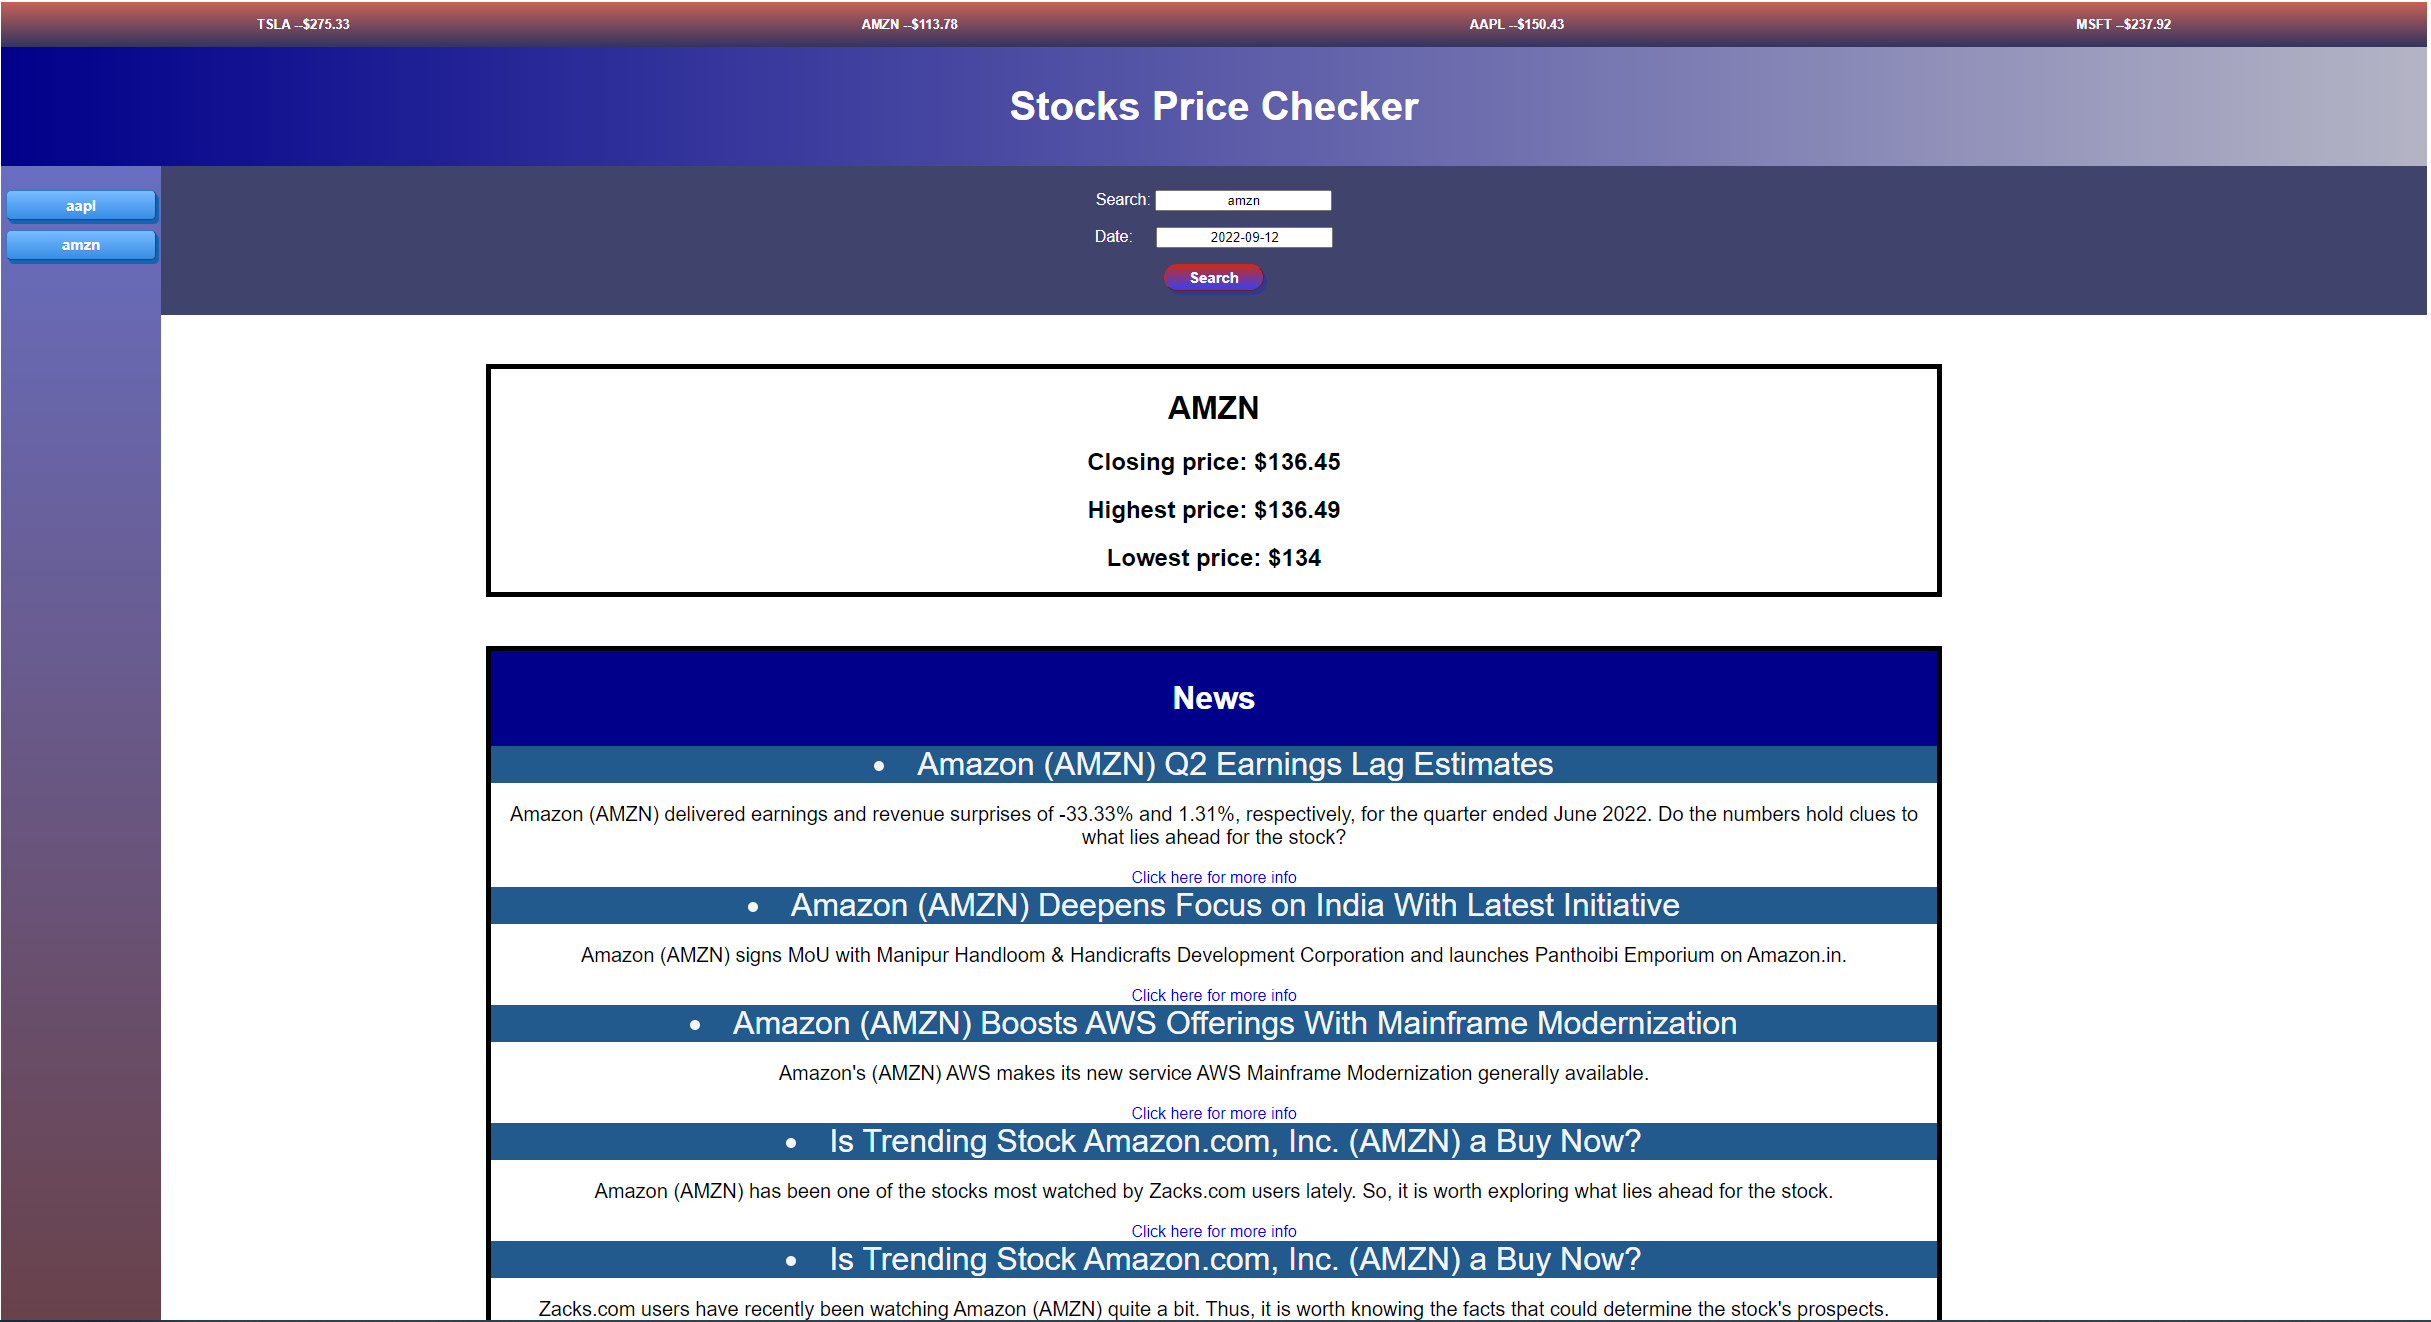 TSLA --$275.33 AMZN --$113.78 AAPL --$150.43 MSFT --$237.92
Stocks Price Checker
aapl
amzn
Search: amzn
Date: 2022-09-12
Search
AMZN
Closing price: $136.45
Highest price: $136.49
Lowest price: $134
News
• Amazon (AMZN) Q2 Earnings Lag Estimates
Amazon (AMZN) delivered earnings and revenue surprises of -33.33% and 1.31%, respectively, for the quarter ended June 2022. Do the numbers hold clues to
what lies ahead for the stock?
Click here for more info
• Amazon (AMZN) Deepens Focus on India With Latest Initiative
Amazon (AMZN) signs MoU with Manipur Handloom & Handicrafts Development Corporation and launches Panthoibi Emporium on Amazon.in.
Click here for more info
• Amazon (AMZN) Boosts AWS Offerings With Mainframe Modernization
Amazon's (AMZN) AWS makes its new service AWS Mainframe Modernization generally available.
Click here for more info
• Is Trending Stock Amazon.com, Inc. (AMZN) a Buy Now?
Amazon (AMZN) has been one of the stocks most watched by Zacks.com users lately. So, it is worth exploring what lies ahead for the stock.
Click here for more info
• Is Trending Stock Amazon.com, Inc. (AMZN) a Buy Now?
Zacks.com users have recently been watching Amazon (AMZN) quite a bit. Thus, it is worth knowing the facts that could determine the stock's prospects.